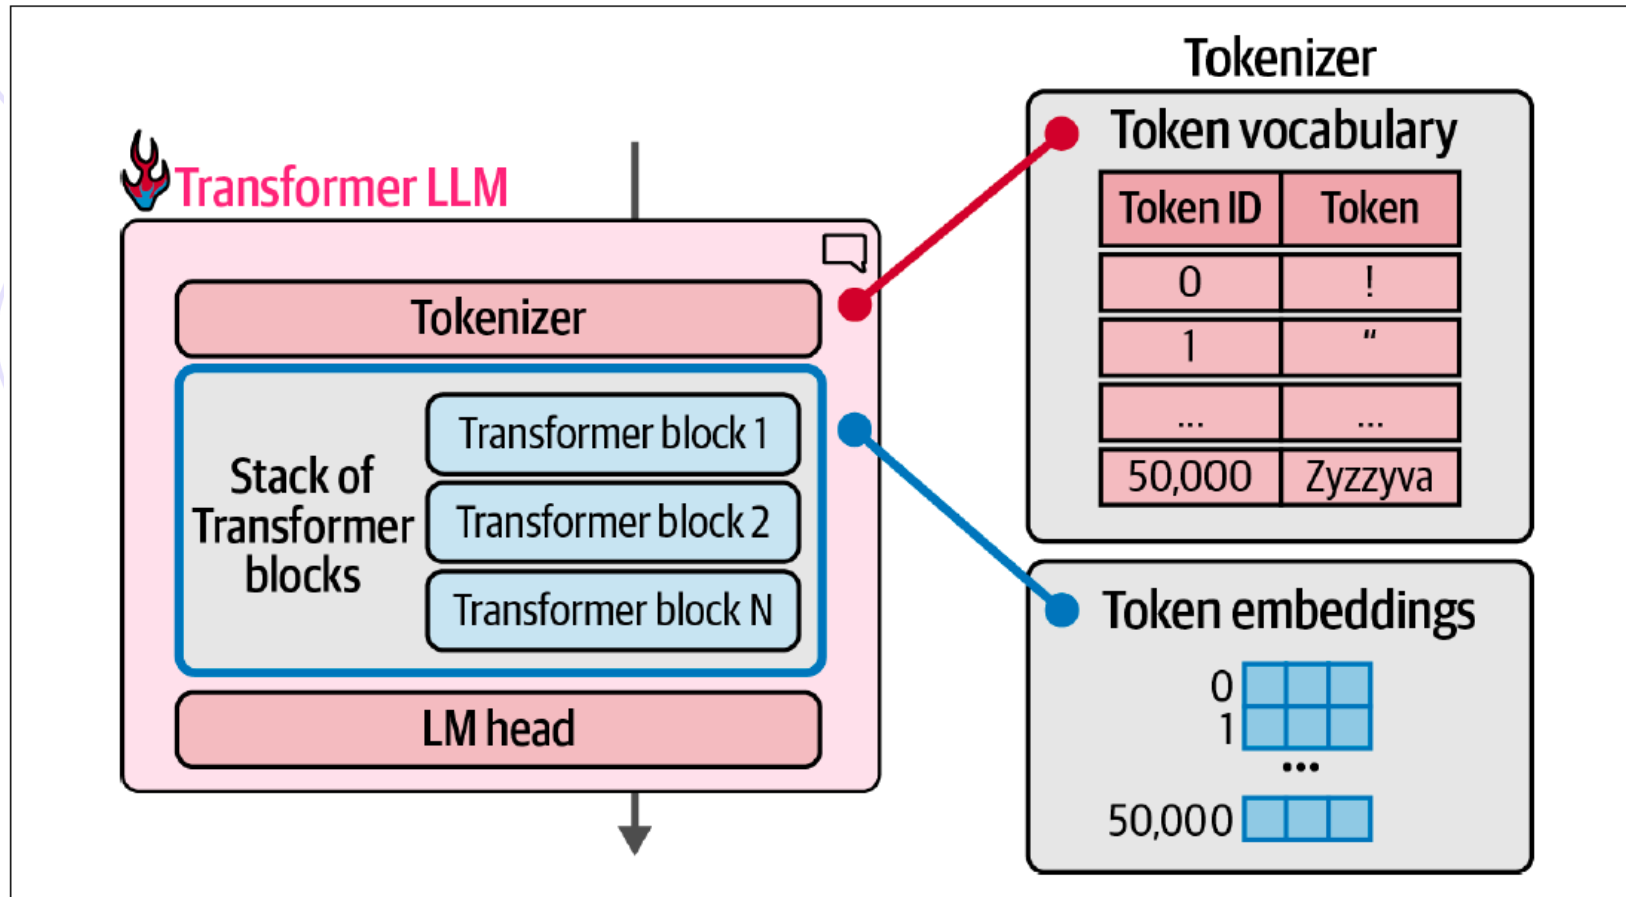 Transformer LLM
Tokenizer
Stack of
Transformer
blocks
Transformer block 1
Transformer block 2
Transformer block N
LM head
Tokenizer
Token vocabulary
Token ID Token
0 !
1 “
... ...
50,000 Zyzzyva
Token embeddings
0
1
...
50,000